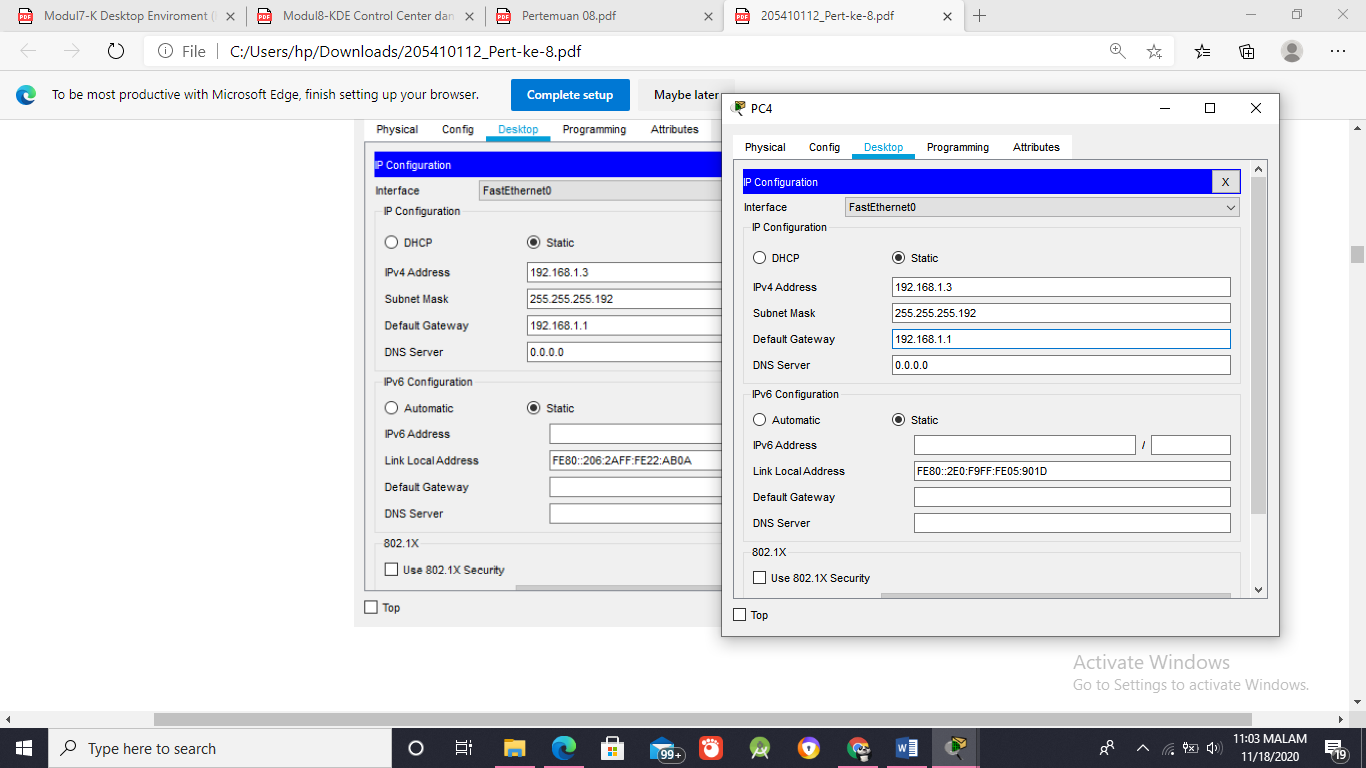 Modul7-K Desktop Enviroment (
Modul8-KDE Control Center dan
Pertemuan 08.pdf
205410112_Pert-ke-8.pdf
File
C:/Users/hp/Downloads/205410112_Pert-ke-8.pdf
To be most productive with Microsoft Edge, finish setting up your browser.
Complete setup
Maybe later
Physical Config Desktop Programming Attributes
IP Configuration
Interface FastEthernet0
IP Configuration
DHCP Static
IPv4 Address 192.168.1.3
Subnet Mask 255.255.255.192
Default Gateway 192.168.1.1
DNS Server 0.0.0.0
IPv6 Configuration
Automatic Static
IPv6 Address
Link Local Address FE80::206:2AFF:FE22:AB0A
Default Gateway
DNS Server
802.1X
Use 802.1X Security
Top
PC4
Physical Config Desktop Programming Attributes
IP Configuration X
Interface FastEthernet0
IP Configuration
DHCP Static
IPv4 Address 192.168.1.3
Subnet Mask 255.255.255.192
Default Gateway 192.168.1.1
DNS Server 0.0.0.0
IPv6 Configuration
Automatic Static
IPv6 Address /
Link Local Address FE80::2E0:F9FF:FE05:901D
Default Gateway
DNS Server
802.1X
Use 802.1X Security
Top
Activate Windows
Go to Settings to activate Windows.
Type here to search
99+
11:03 MALAM
11/18/2020
19